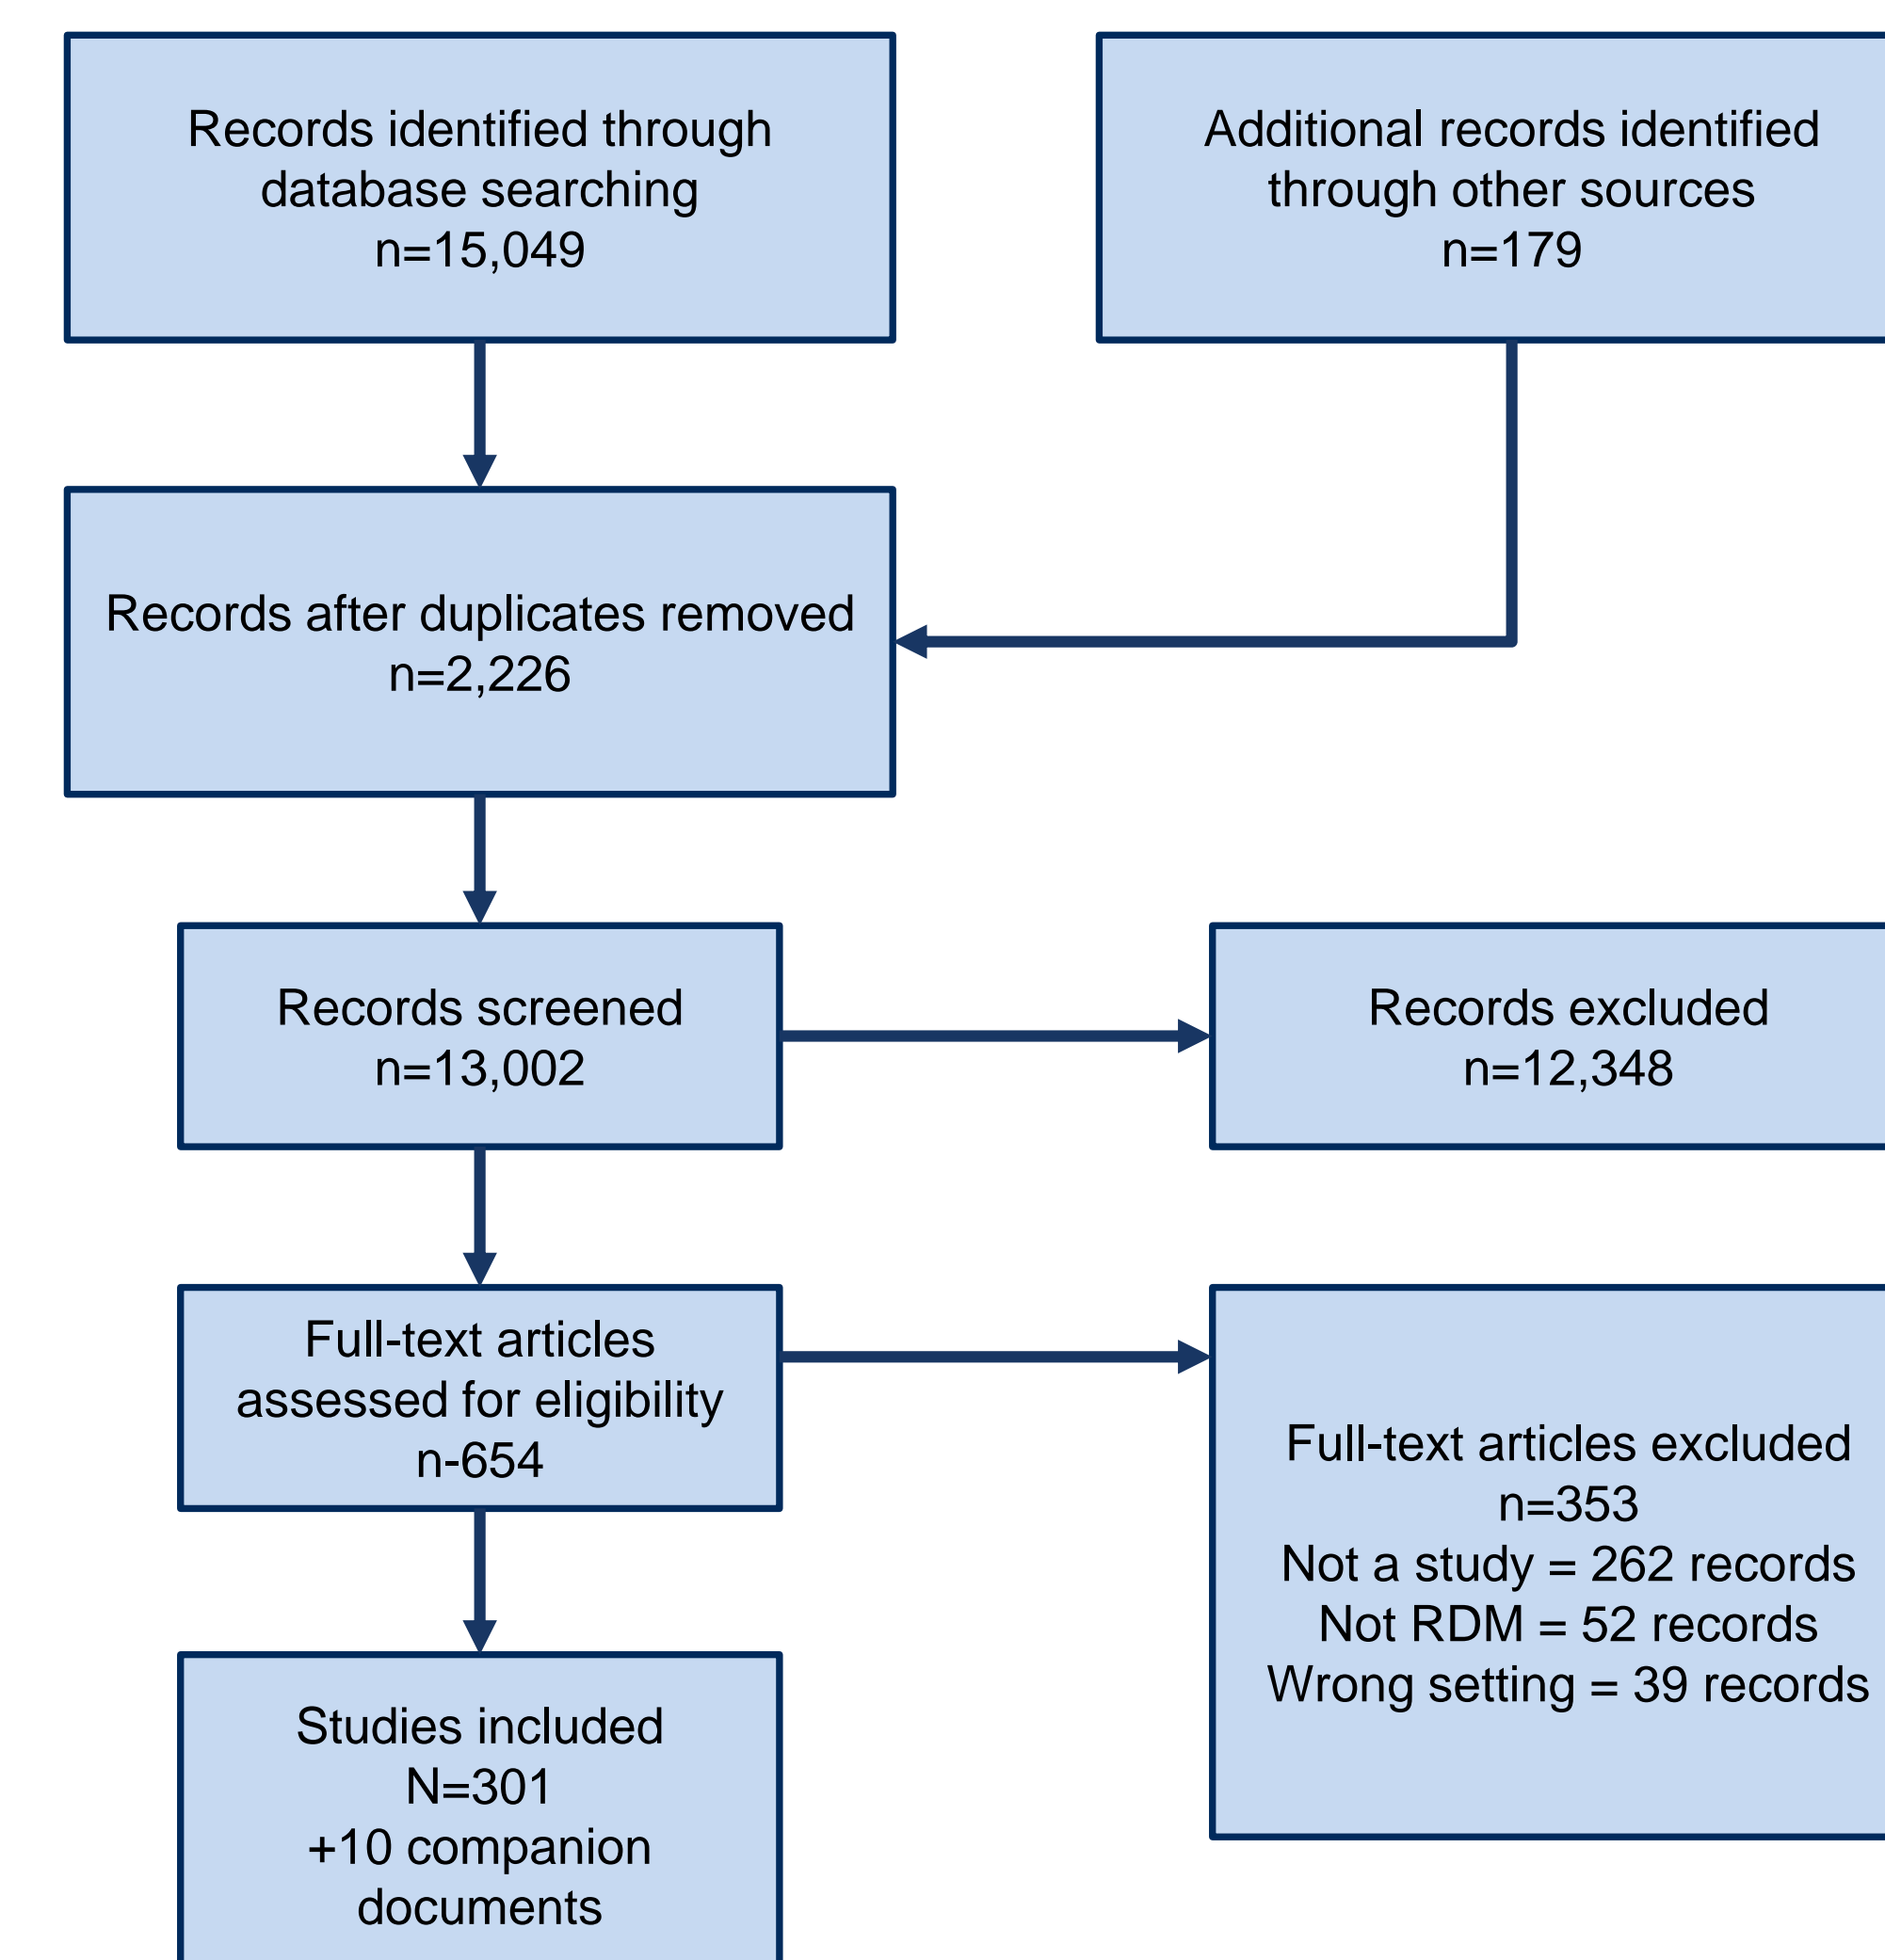 Records identified through
database searching
n=15,049
Additional records identified
through other sources
n=179
Records after duplicates removed
n=2,226
Records screened
n=13,002
Records excluded
n=12,348
Full-text articles
assessed for eligibility
n-654
Full-text articles excluded
n=353
Not a study = 262 records
Not RDM = 52 records
Wrong setting = 39 records
Studies included
N=301
+10 companion
documents